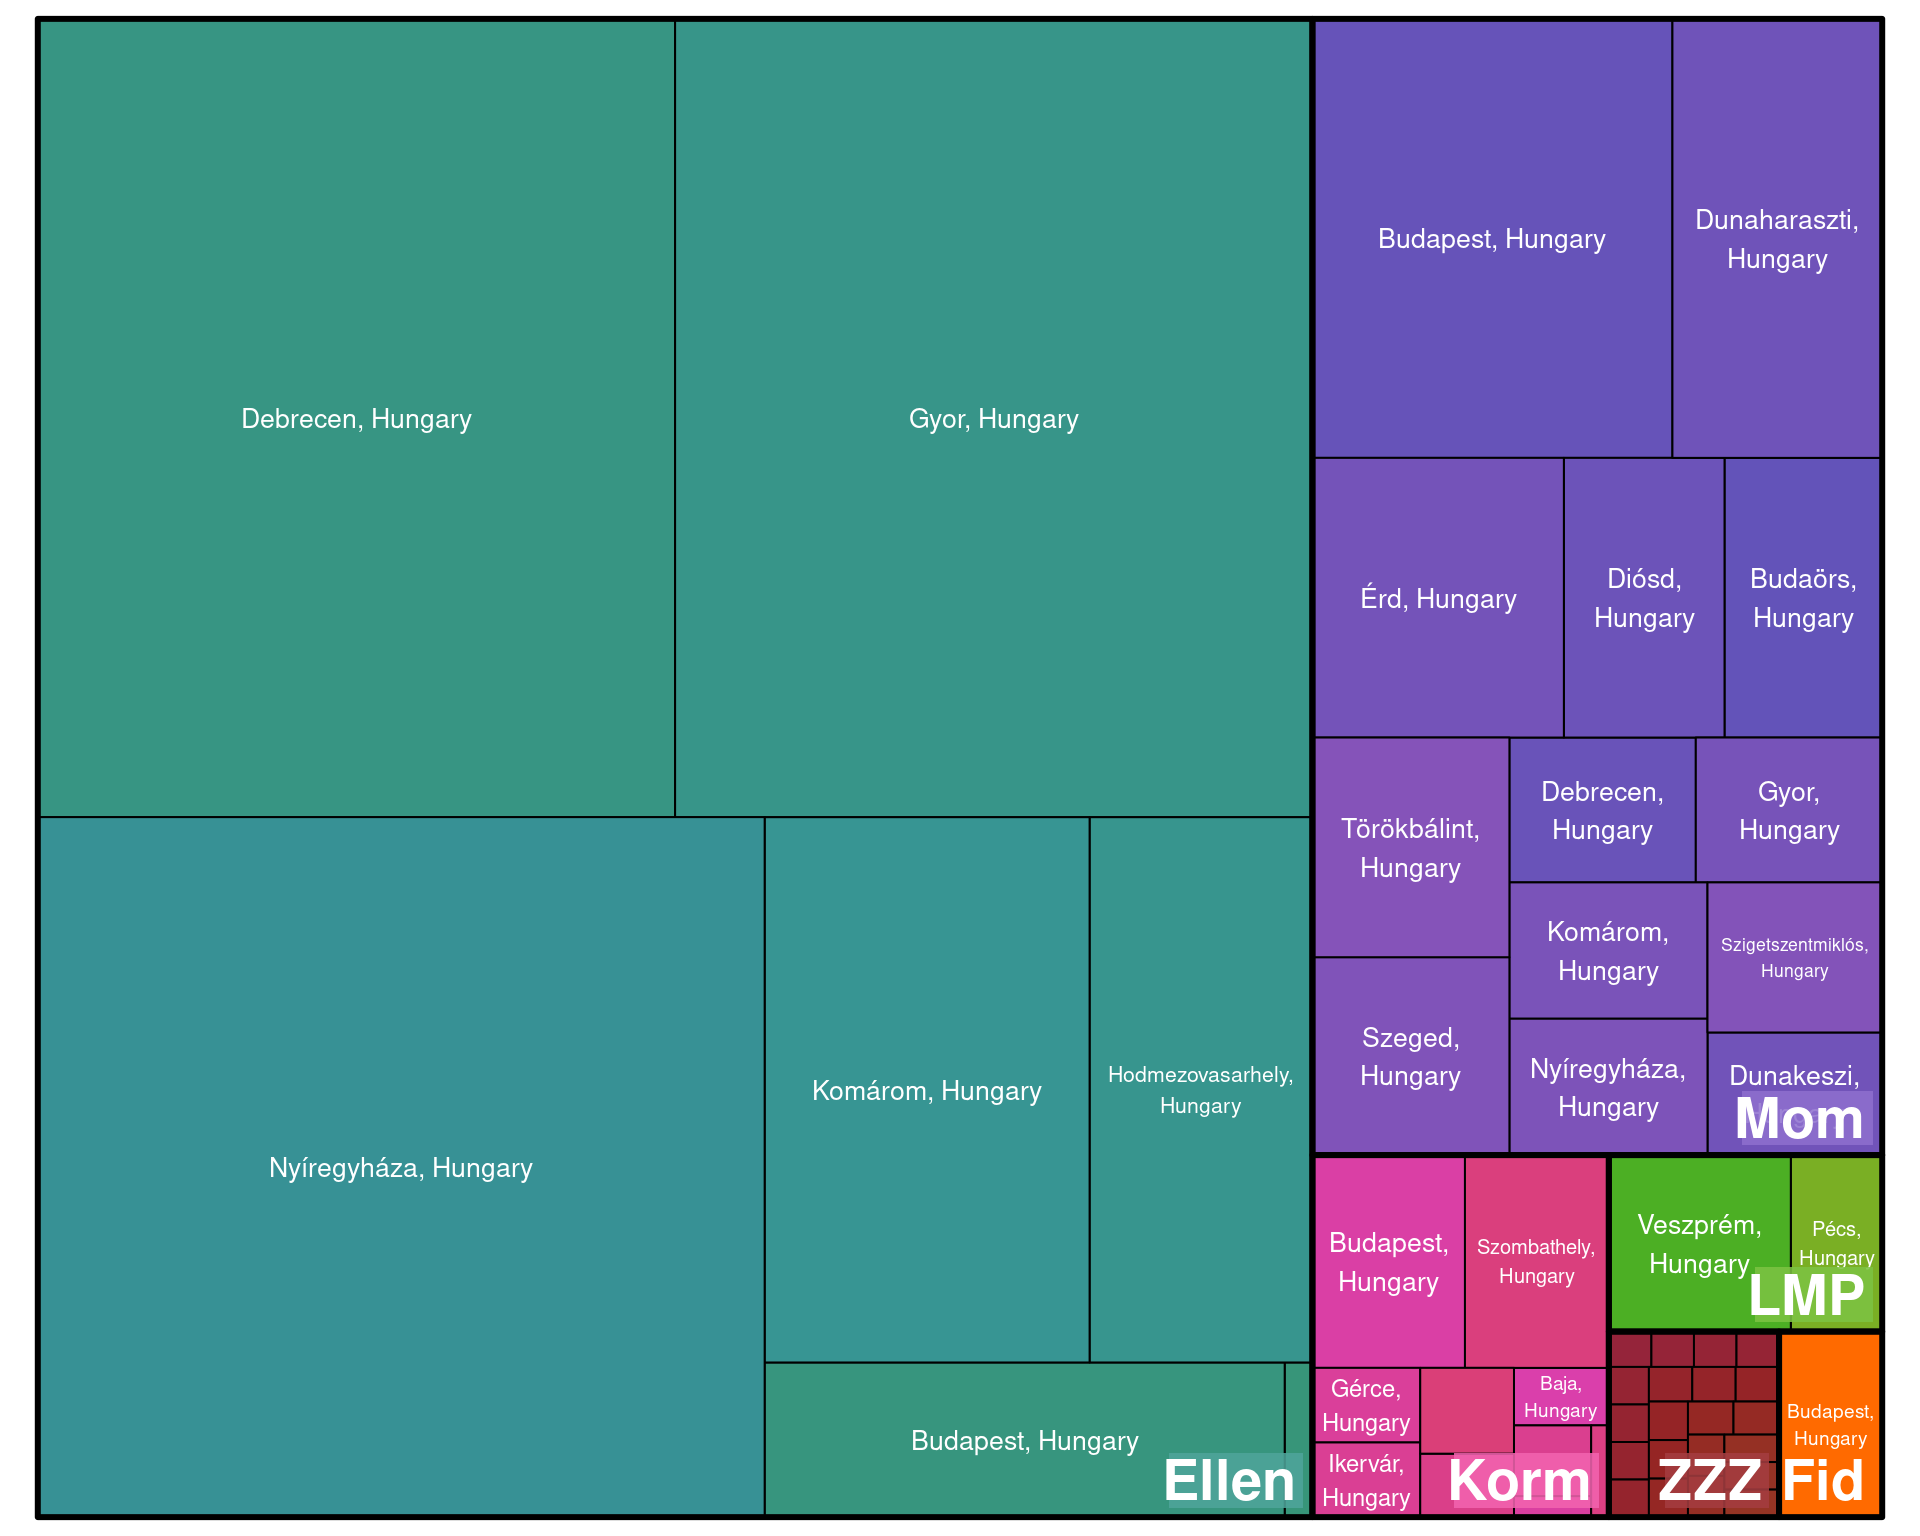 Debrecen, Hungary
Gyor, Hungary
Nyíregyháza, Hungary
Komárom, Hungary
Hodmezovasarhely,
Hungary
Budapest, Hungary
Ellen
Budapest, Hungary
Dunaharaszti,
Hungary
Érd, Hungary
Diósd,
Hungary
Budaörs,
Hungary
Törökbálint,
Hungary
Debrecen,
Hungary
Gyor,
Hungary
Szeged,
Hungary
Komárom,
Hungary
Szigetszentmiklós,
Hungary
Nyíregyháza,
Hungary
Dunakeszi,
Mom
Budapest,
Hungary
Szombathely,
Hungary
Gérce,
Hungary
Baja,
Hungary
Ikervár,
Hungary
Korm
Veszprém,
Hungary
Pécs,
Hungary
LMP
ZZZ
Budapest,
Hungary
Fid